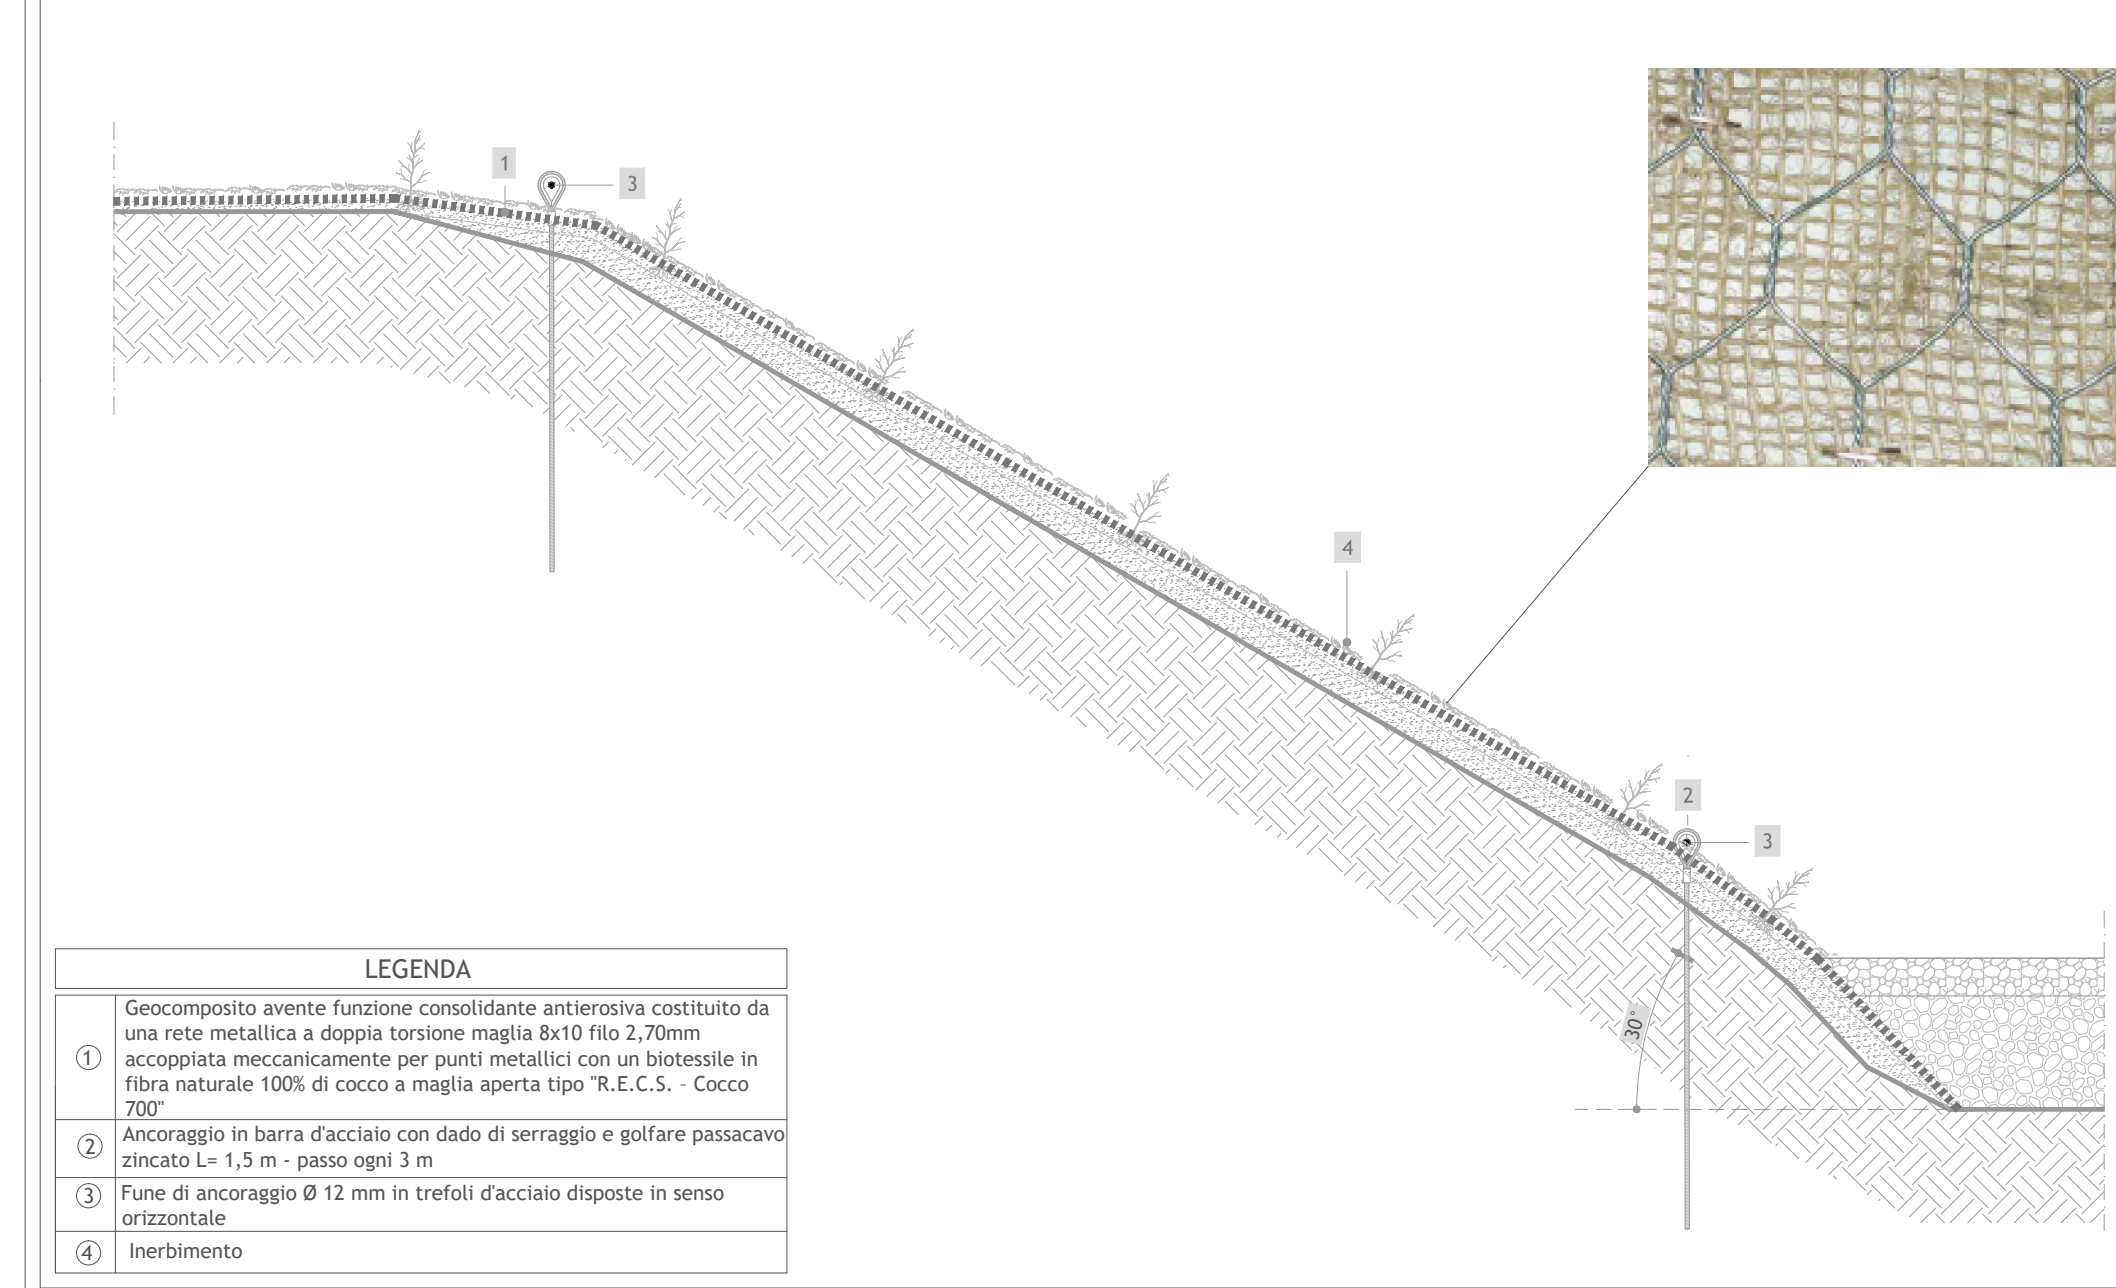 1
3
4
2
3
30°
LEGENDA
1
Geocomposito avente funzione consolidante antierosiva costituito da
una rete metallica a doppia torsione maglia 8x10 filo 2,70mm
accoppiata meccanicamente per punti metallici con un biotessile in
fibra naturale 100% di cocco a maglia aperta tipo "R.E.C.S. – Cocco
700"
2
Ancoraggio in barra d'acciaio con dado di serraggio e golfare passacavo
zincato L= 1,5 m - passo ogni 3 m
3
Fune di ancoraggio Ø 12 mm in trefoli d'acciaio disposte in senso
orizzontale
4
Inerbimento